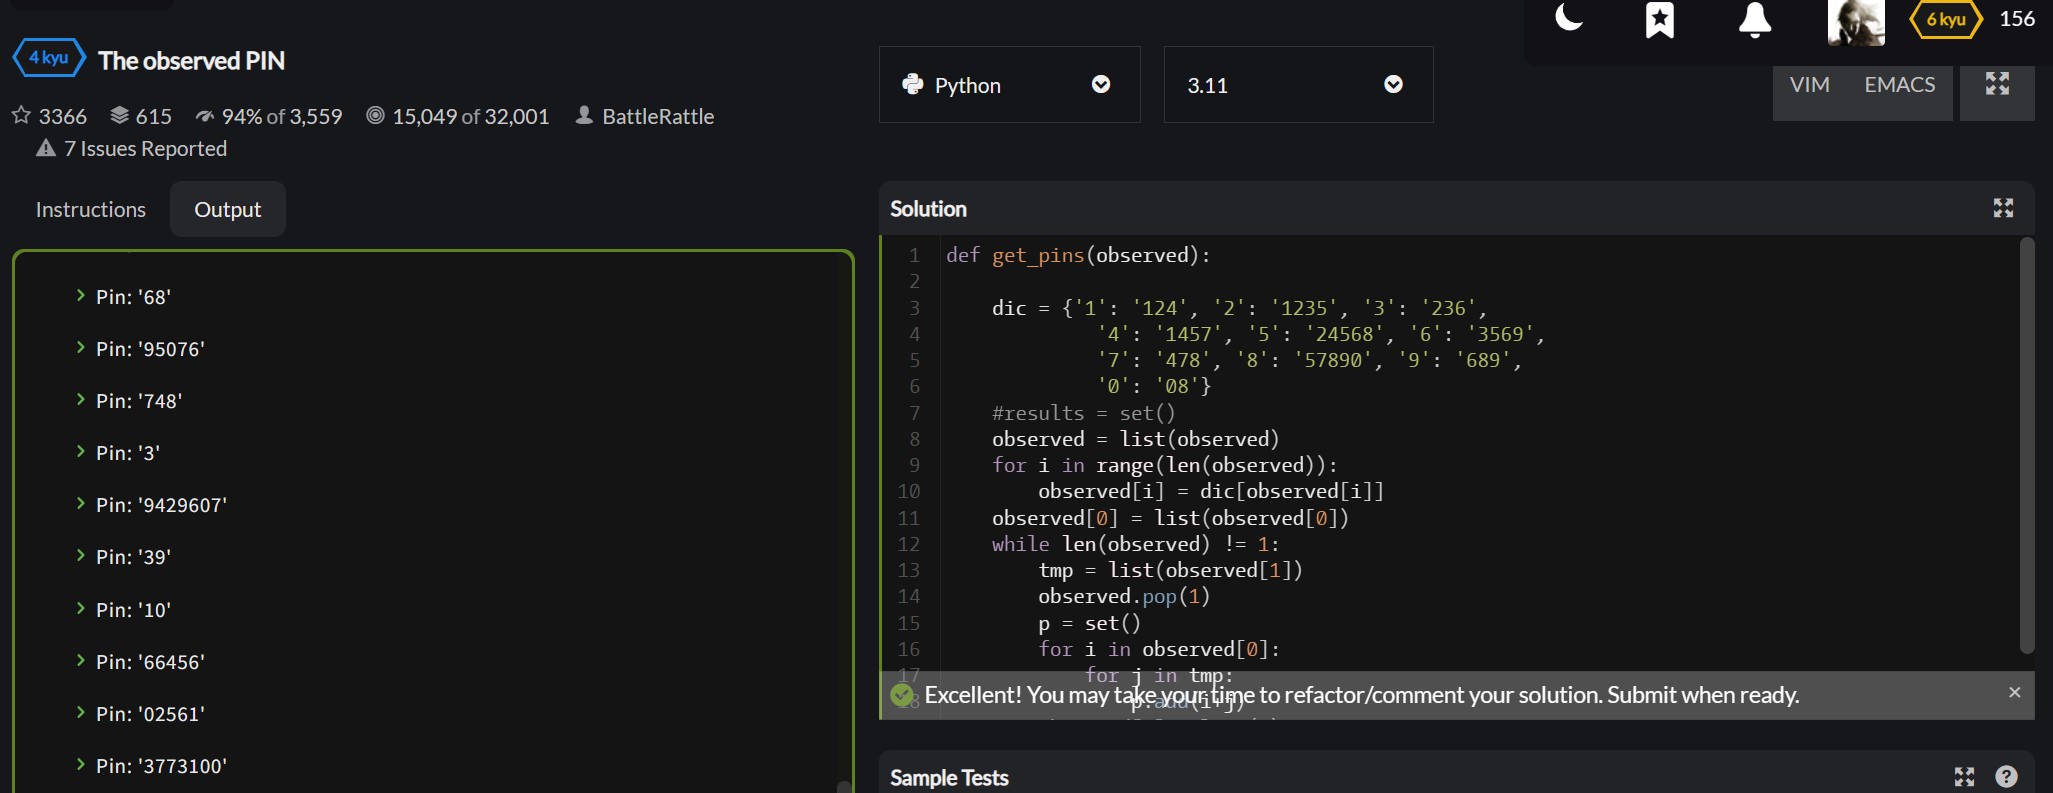 6 kyu 156
4 kyu The observed PIN
Python
3.11
VIM EMACS
3366 615 94% of 3,559 15,049 of 32,001 BattleRattle
7 Issues Reported
Instructions Output
Pin: '68'
Pin: '95076'
Pin: '748'
Pin: '3'
Pin: '9429607'
Pin: '39'
Pin: '10'
Pin: '66456'
Pin: '02561'
Pin: '3773100'
Solution
1 def get_pins(observed):
2
3     dic = {'1': '124', '2': '1235', '3': '236',
4              '4': '1457', '5': '24568', '6': '3569',
5              '7': '478', '8': '57890', '9': '689',
6              '0': '08'}
7     #results = set()
8     observed = list(observed)
9     for i in range(len(observed)):
10         observed[i] = dic[observed[i]]
11     observed[0] = list(observed[0])
12     while len(observed) != 1:
13         tmp = list(observed[1])
14         observed.pop(1)
15         p = set()
16         for i in observed[0]:
17             for j in tmp:
18                 p.add(i+j)
Excellent! You may take your time to refactor/comment your solution. Submit when ready.
Sample Tests